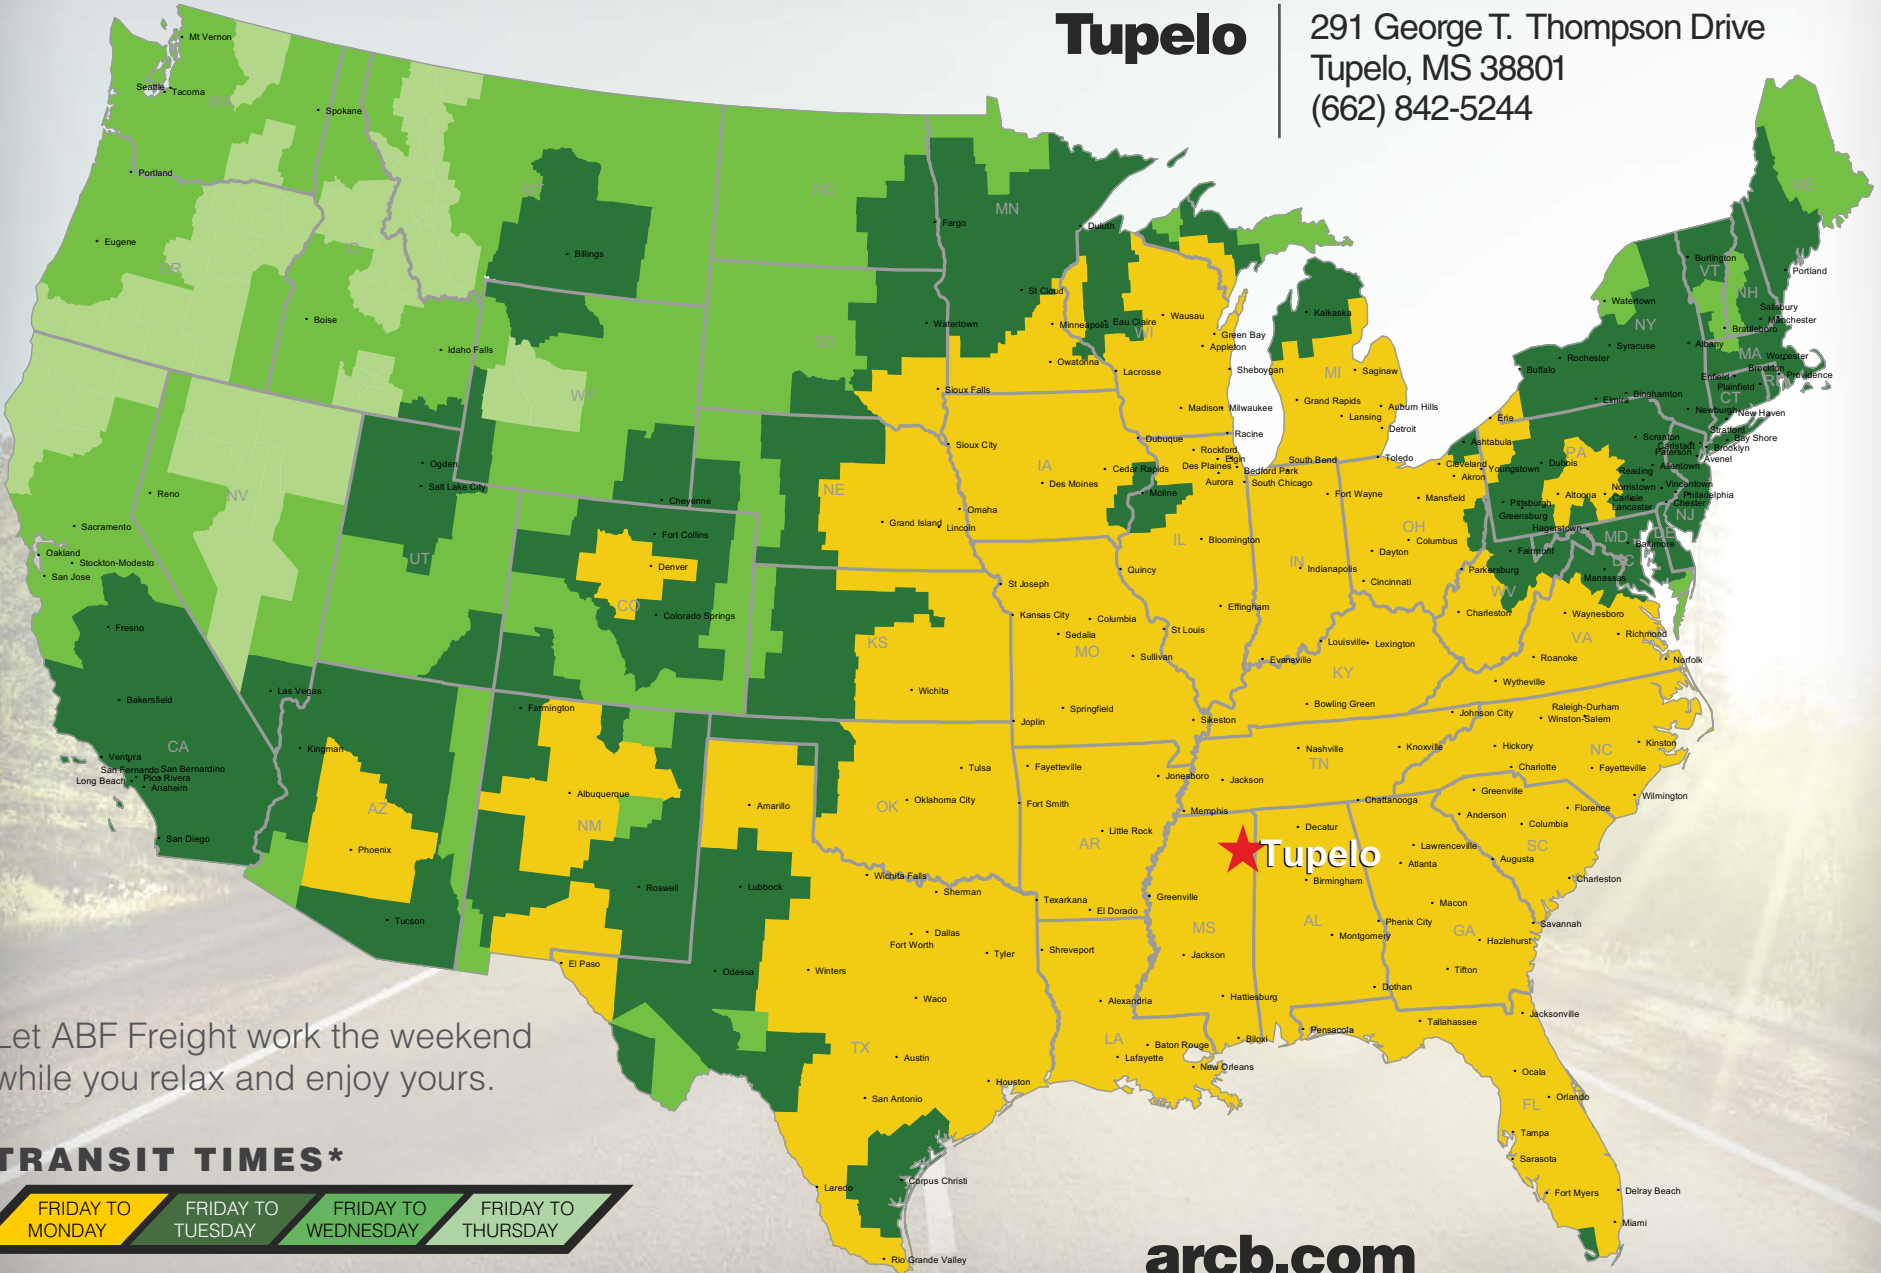 Tupelo
291 George T. Thompson Drive
Tupelo, MS 38801
(662) 842-5244
Mt Vernon
Seattle
Tacoma
WA
Spokane
Portland
Eugene
OR
Boise
ID
Idaho Falls
MT
Billings
ND
SD
WY
Cheyenne
Fargo
MN
Duluth
St Cloud
Watertown
Minneapolis
Eau Claire
Wausau
WI
Green Bay
Appleton
Owatonna
Lacrosse
Sheboygan
Sioux Falls
Madison
Milwaukee
Racine
Kalkaska
MI
Saginaw
Grand Rapids
Lansing
Auburn Hills
Detroit
ME
Portland
Burlington
VT
NH
Salisbury
Manchester
Brattleboro
Watertown
NY
Syracuse
Rochester
Buffalo
Albany
MA
Worcester
Brockton
Providence
Enfield
Plainfield
RI
CT
Binghamton
Elmira
Newburgh
New Haven
Stratford
Bay Shore
Brooklyn
Avenel
Carlstadt
Paterson
Scranton
Allentown
Erie
PA
Dubois
Reading
Norristown
Vincentown
Philadelphia
Chester
Carlisle
Lancaster
Altoona
Pittsburgh
Greensburg
Hagerstown
NJ
MD
DE
Baltimore
DC
Manassas
Fairmont
Parkersburg
WV
Charleston
Ashtabula
Cleveland
Youngstown
Akron
Mansfield
OH
Columbus
Dayton
Cincinnati
Toledo
South Bend
Fort Wayne
IN
Indianapolis
Evansville
Sioux City
Dubuque
Rockford
Elgin
Des Plaines
Bedford Park
Aurora
South Chicago
IA
Cedar Rapids
Des Moines
Moline
IL
Bloomington
Quincy
Effingham
NE
Omaha
Grand Island
Lincoln
Reno
NV
Sacramento
Oakland
Stockton-Modesto
San Jose
Fresno
Bakersfield
CA
Ventura
San Fernando
San Bernardino
Long Beach
Pico Rivera
Anaheim
San Diego
Las Vegas
Ogden
Salt Lake City
UT
Fort Collins
Denver
CO
Colorado Springs
St Joseph
Kansas City
Columbia
Sedalia
MO
St Louis
Sullivan
KS
Wichita
Springfield
Joplin
Sikeston
Louisville
Lexington
KY
Bowling Green
Waynesboro
VA
Richmond
Roanoke
Norfolk
Wytheville
Johnson City
Raleigh-Durham
Winston-Salem
Hickory
NC
Kinston
Charlotte
Fayetteville
Wilmington
Kingman
AZ
Phoenix
Tucson
Farmington
Albuquerque
NM
Roswell
Amarillo
Lubbock
Tulsa
OK
Oklahoma City
Fayetteville
Fort Smith
Jonesboro
Little Rock
AR
Nashville
TN
Knoxville
Jackson
Memphis
Chattanooga
Greenville
Anderson
Florence
Columbia
SC
Charleston
Decatur
Tupelo
Birmingham
AL
Montgomery
Lawrenceville
Atlanta
Augusta
Macon
Phenix City
GA
Hazlehurst
Savannah
Tifton
Dothan
Wichita Falls
Sherman
Texarkana
El Dorado
Greenville
MS
Jackson
Hattiesburg
Biloxi
Dallas
Fort Worth
Tyler
Shreveport
El Paso
Odessa
Winters
Waco
Alexandria
LA
Baton Rouge
Lafayette
New Orleans
TX
Austin
Houston
San Antonio
Corpus Christi
Laredo
Rio Grande Valley
Pensacola
Tallahassee
Jacksonville
Ocala
Orlando
FL
Tampa
Sarasota
Fort Myers
Delray Beach
Miami
Let ABF Freight work the weekend
while you relax and enjoy yours.
TRANSIT TIMES*
FRIDAY TO
MONDAY
FRIDAY TO
TUESDAY
FRIDAY TO
WEDNESDAY
FRIDAY TO
THURSDAY
arcb.com